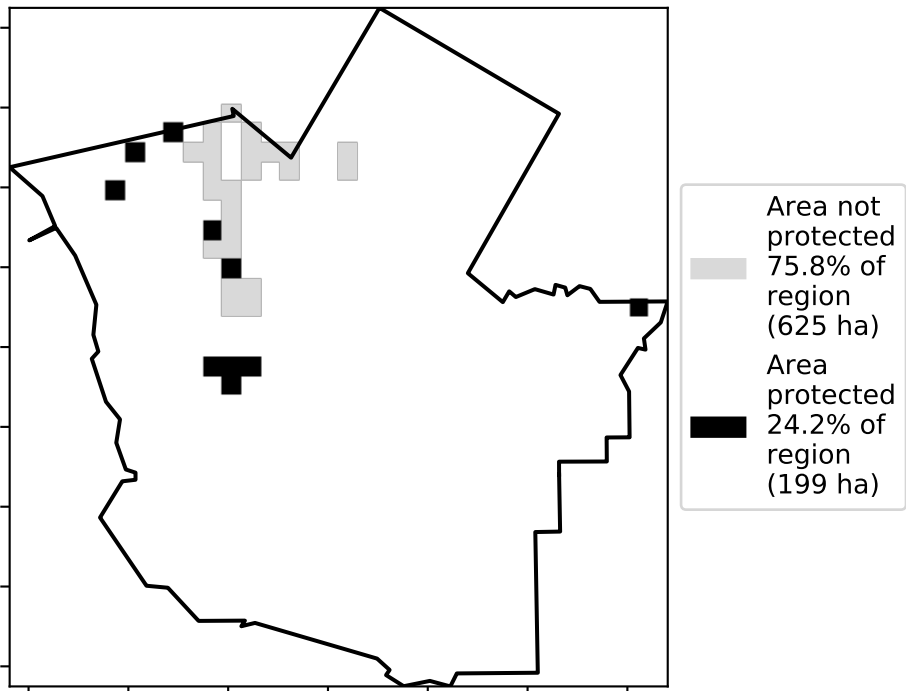 Area not
protected
75.8% of
region
(625 ha)
Area
protected
24.2% of
region
(199 ha)